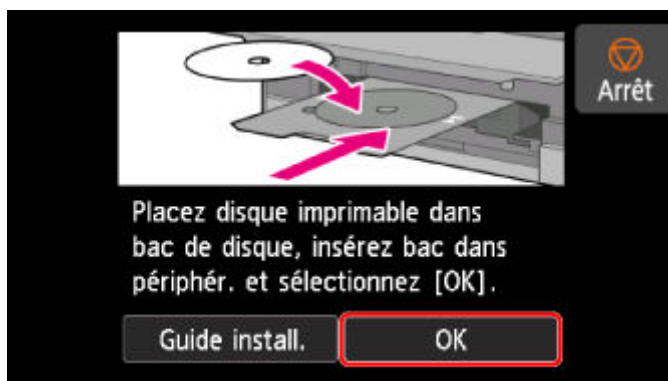 Arrêt
Placez disque imprimable dans
bac de disque, insérez bac dans
périphér. et sélectionnez [OK].
Guide install.
OK